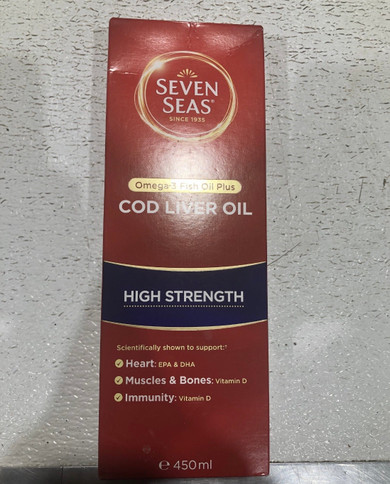 SEVEN
SEAS®
SINCE 1935
Omega-3 Fish Oil Plus
COD LIVER OIL
HIGH STRENGTH
Scientifically shown to support:†
Heart: EPA & DHA
Muscles & Bones: Vitamin D
Immunity: Vitamin D
℮ 450ml